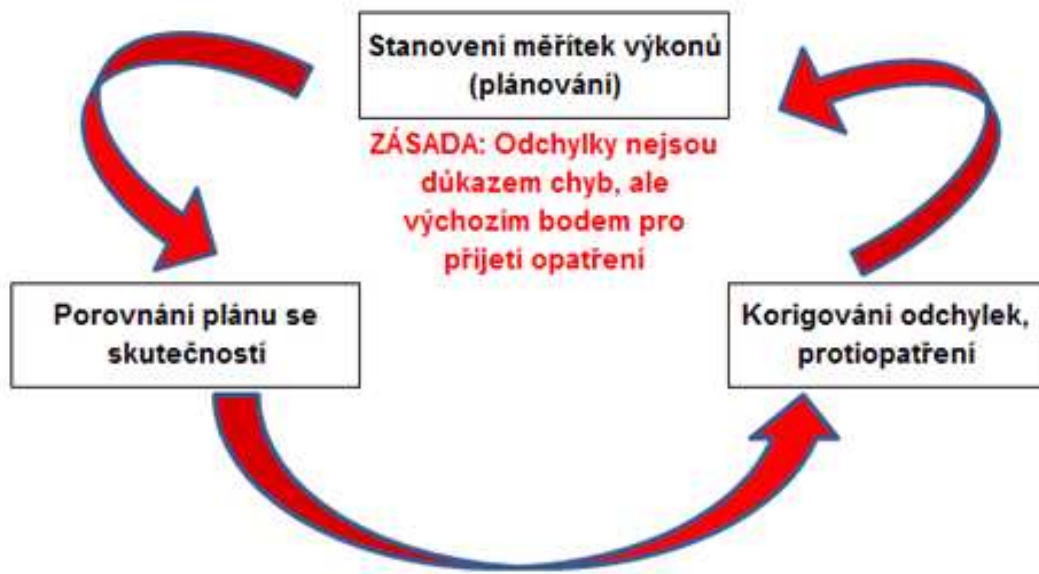 Stanovení měřítek výkonů
(plánování)
ZÁSADA: Odchylky nejsou
důkazem chyb, ale
výchozím bodem pro
přijetí opatření
Porovnání plánu se
skutečností
Korigování odchylek,
protiopatření